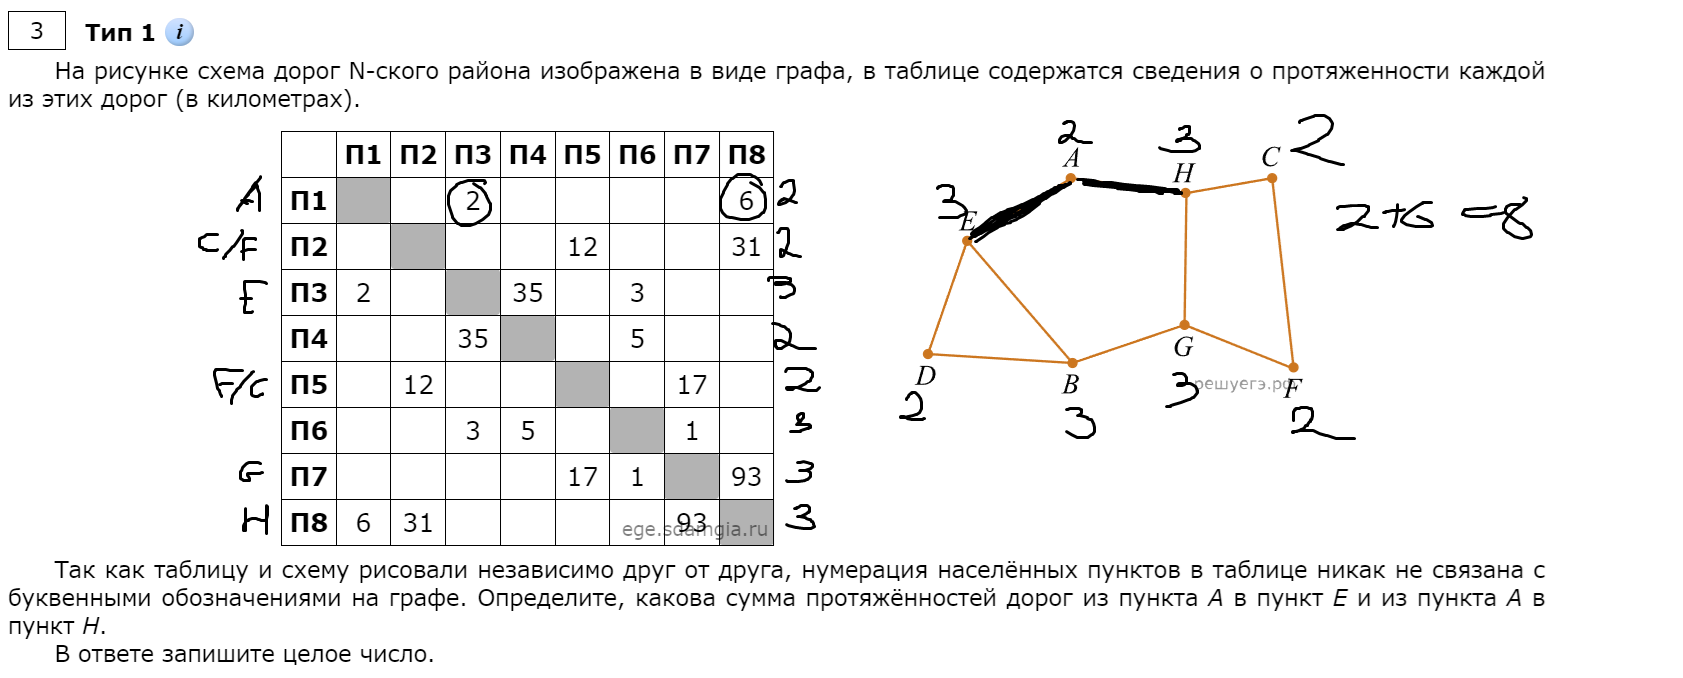 3 Тип 1 i
На рисунке схема дорог N-ского района изображена в виде графа, в таблице содержатся сведения о протяженности каждой
из этих дорог (в километрах).
П1 П2 П3 П4 П5 П6 П7 П8
A П1 2 6 2
C/F П2 12 31 2
E П3 2 35 3 3
П4 35 5 2
F/C П5 12 17 2
П6 3 5 1 3
G П7 17 1 93 3
H П8 6 31 93 3
ege.sdamgia.ru
2 3 2
A H C
3
E
2+6=8
G
D B F
решуегэ.рф
2 3 3 2
Так как таблицу и схему рисовали независимо друг от друга, нумерация населённых пунктов в таблице никак не связана с
буквенными обозначениями на графе. Определите, какова сумма протяжённостей дорог из пункта A в пункт E и из пункта A в
пункт H.
В ответе запишите целое число.